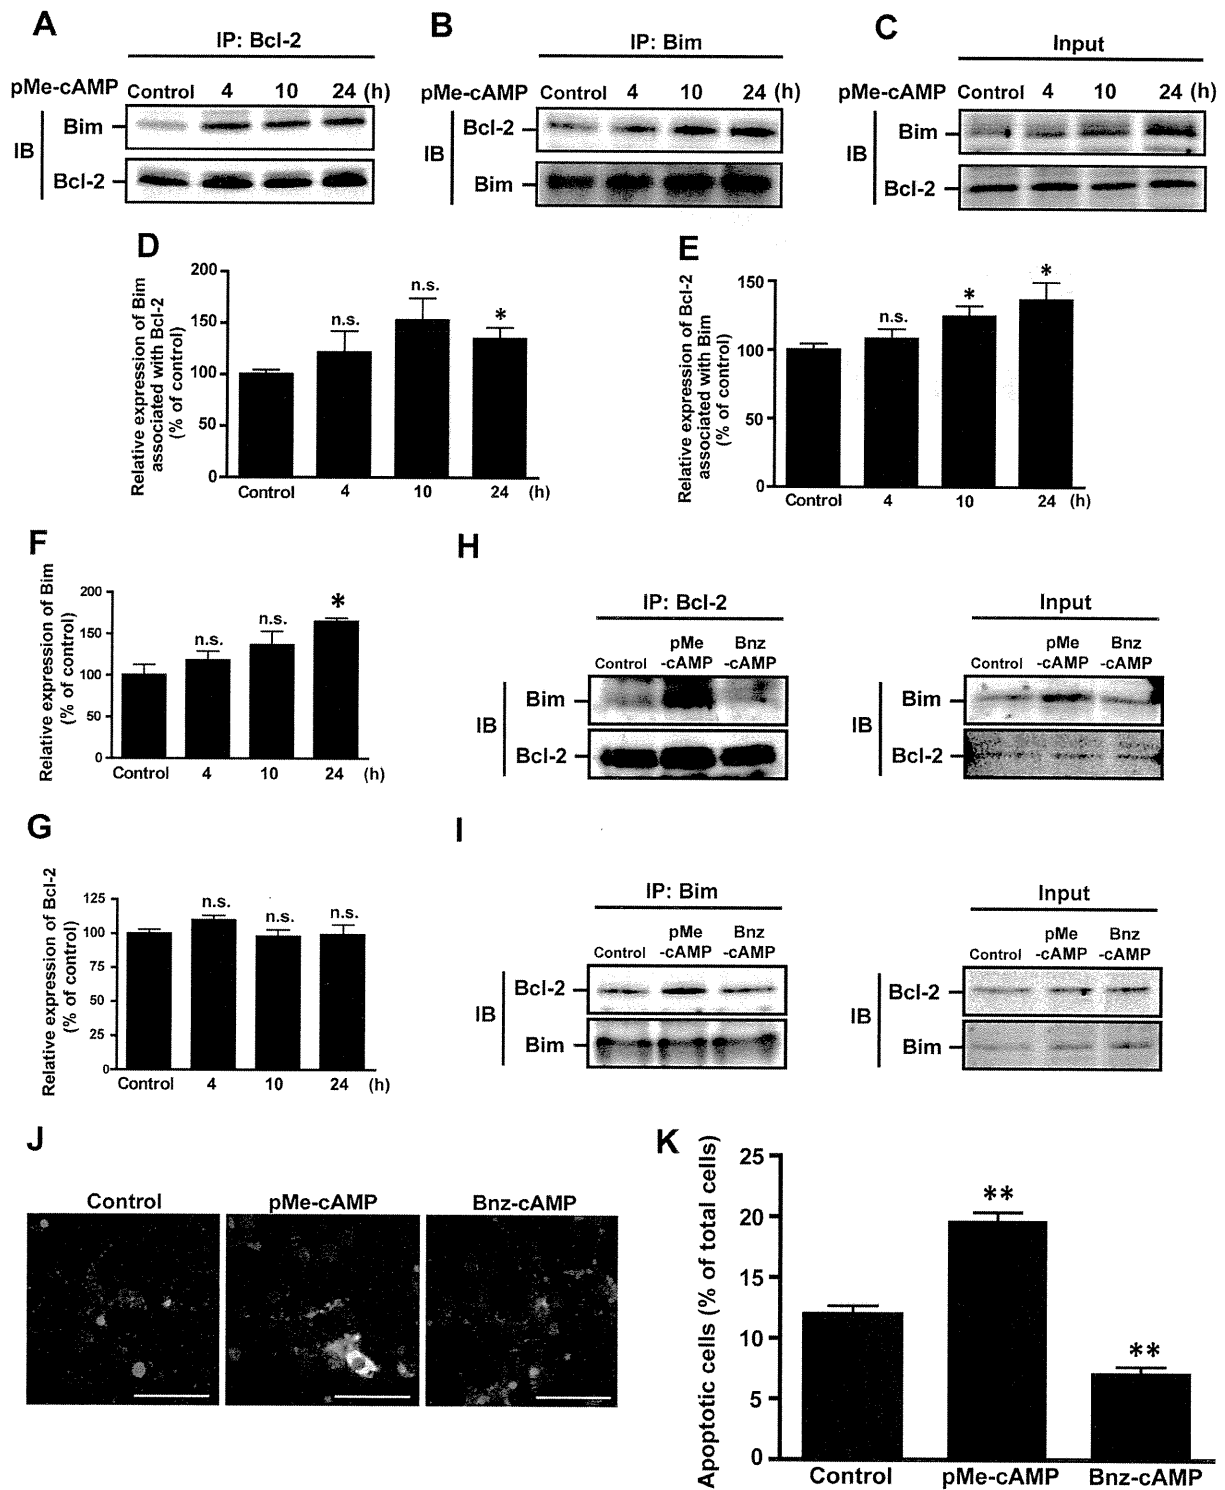 A
IP: Bcl-2
pMe-cAMP Control 4 10 24 (h)
IB
Bim
Bcl-2
B
IP: Bim
pMe-cAMP Control 4 10 24 (h)
IB
Bcl-2
Bim
C
Input
pMe-cAMP Control 4 10 24 (h)
IB
Bim
Bcl-2
D
Relative expression of Bim
associated with Bcl-2
(% of control)
200
150
100
50
0
n.s.
n.s.
*
Control 4 10 24 (h)
E
Relative expression of Bcl-2
associated with Bim
(% of control)
150
100
50
0
n.s.
*
*
Control 4 10 24 (h)
F
Relative expression of Bim
(% of control)
200
150
100
50
0
n.s.
n.s.
*
Control 4 10 24 (h)
G
Relative expression of Bcl-2
(% of control)
125
100
75
50
25
0
n.s.
n.s.
n.s.
Control 4 10 24 (h)
H
IP: Bcl-2
Control pMe
-cAMP Bnz
-cAMP
IB
Bim
Bcl-2
Input
Control pMe
-cAMP Bnz
-cAMP
IB
Bim
Bcl-2
I
IP: Bim
Control pMe
-cAMP Bnz
-cAMP
IB
Bcl-2
Bim
Input
Control pMe
-cAMP Bnz
-cAMP
IB
Bcl-2
Bim
J
Control pMe-cAMP Bnz-cAMP
K
Apoptotic cells (% of total cells)
25
20
15
10
5
0
**
**
Control pMe-cAMP Bnz-cAMP